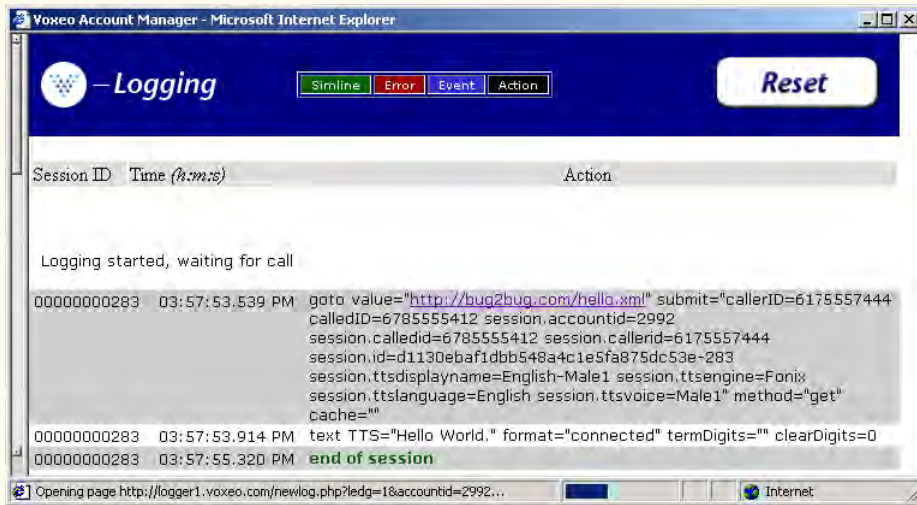 Voxeo Account Manager - Microsoft Internet Explorer
–Logging
Simline Error Event Action
Reset
Session ID Time (h:m:s) Action
Logging started, waiting for call
00000000283 03:57:53.539 PM goto value="http://bug2bug.com/hello.xml" submit="callerID=6175557444
calledID=6785555412 session.accountid=2992
session.calledid=6785555412 session.callerid=6175557444
session.id=d1130ebaf1dbb548a4c1e5fa875dc53e-283
session.ttsdisplayname=English-Male1 session.ttsengine=Fonix
session.ttslanguage=English session.ttsvoice=Male1" method="get"
cache=""
00000000283 03:57:53.914 PM text TTS="Hello World." format="connected" termDigits="" clearDigits=0
00000000283 03:57:55.320 PM end of session
Opening page http://logger1.voxeo.com/newlog.php?ledg=1&accountid=2992... Internet